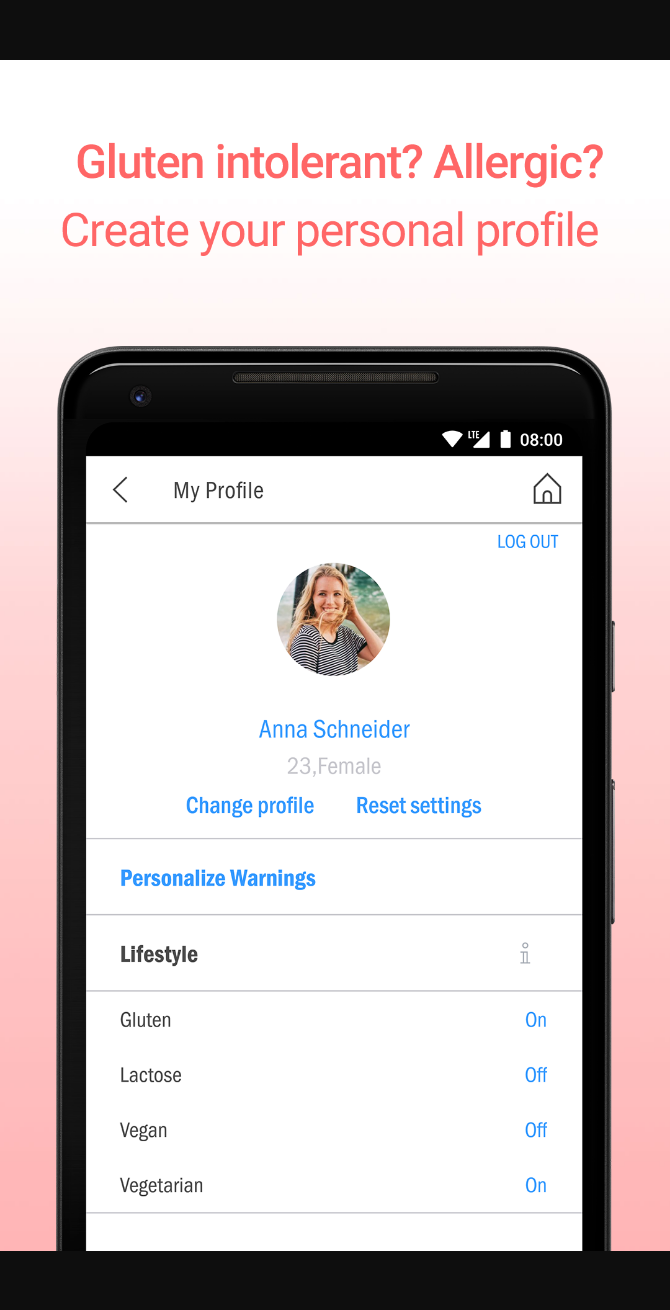 Gluten intolerant? Allergic?
Create your personal profile
LTE 08:00
My Profile
LOG OUT
Anna Schneider
23,Female
Change profile Reset settings
Personalize Warnings
Lifestyle
Gluten On
Lactose Off
Vegan Off
Vegetarian On